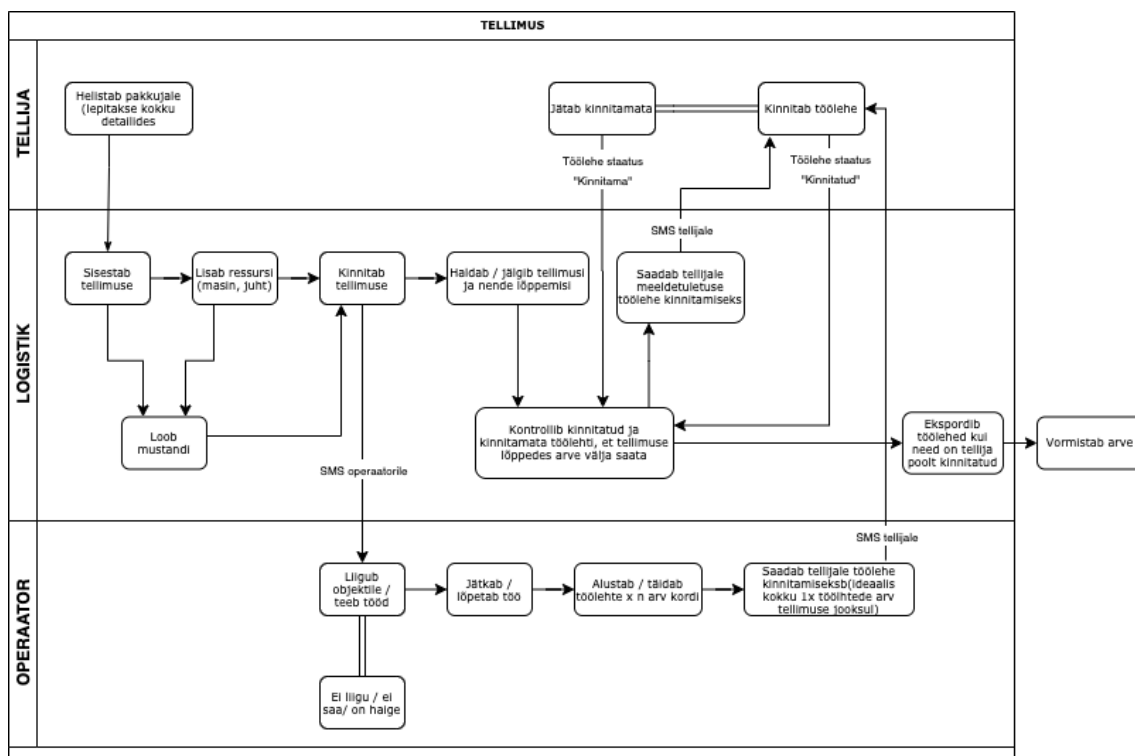 TELLIMUS
TELLIJA
Helistab pakkujale
(lepitakse kokku
detailides
Jätab kinnitamata
Kinnitab töölehe
Töölehe staatus
"Kinnitama"
Töölehe staatus
"Kinnitatud"
SMS tellijale
LOGISTIK
Sisestab
tellimuse
Lisab ressursi
(masin, juht)
Kinnitab
tellimuse
Haldab / jälgib tellimusi
ja nende lõppemisi
Saadab tellijale
meeldetuletuse
töölehe kinnitamiseks
Loob
mustandi
Kontrollib kinnitatud ja
kinnitamata töölehti, et tellimuse
lõppedes arve välja saata
Ekspordib
töölehed kui
need on tellija
poolt kinnitatud
Vormistab arve
SMS operaatorile
SMS tellijale
OPERAATOR
Liigub
objektile /
teeb tööd
Jätkab /
lõpetab töö
Alustab / täidab
töölehte x n arv kordi
Saadab tellijale töölehe
kinnitamiseksb(ideaalis
kokku 1x töölhtede arv
tellimuse jooksul)
Ei liigu / ei
saa/ on haige